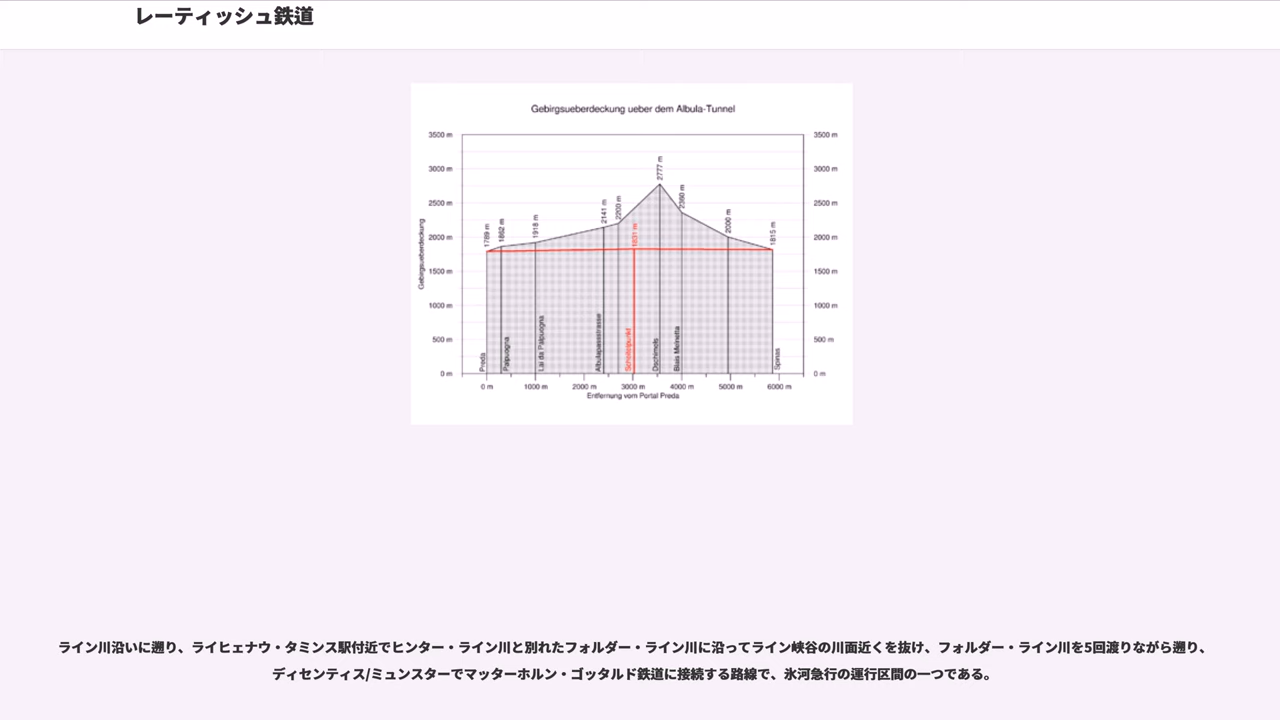 レーティッシュ鉄道
Gebirgsueberdeckung ueber dem Albula-Tunnel
3500 m 3500 m
3000 m 3000 m
2500 m 2500 m
2000 m 2000 m
1500 m 1500 m
1000 m 1000 m
500 m 500 m
0 m 0 m
Gebirgsueberdeckung
1789 m
1862 m
1918 m
2141 m
2200 m
1831 m
2777 m
2360 m
2000 m
1815 m
Preda
Palpuogna
Lai da Palpuogna
Albulapassstrasse
Scheitelpunkt
Dschimels
Blais Molnetta
Spinas
0 m 1000 m 2000 m 3000 m 4000 m 5000 m 6000 m
Entfernung vom Portal Preda
ライン川沿いに遡り、ライヒェナウ・タミンス駅付近でヒンター・ライン川と別れたフォルダー・ライン川に沿ってライン峡谷の川面近くを抜け、フォルダー・ライン川を5回渡りながら遡り、
ディセンティス/ミュンスターでマッターホルン・ゴッタルド鉄道に接続する路線で、氷河急行の運行区間の一つである。